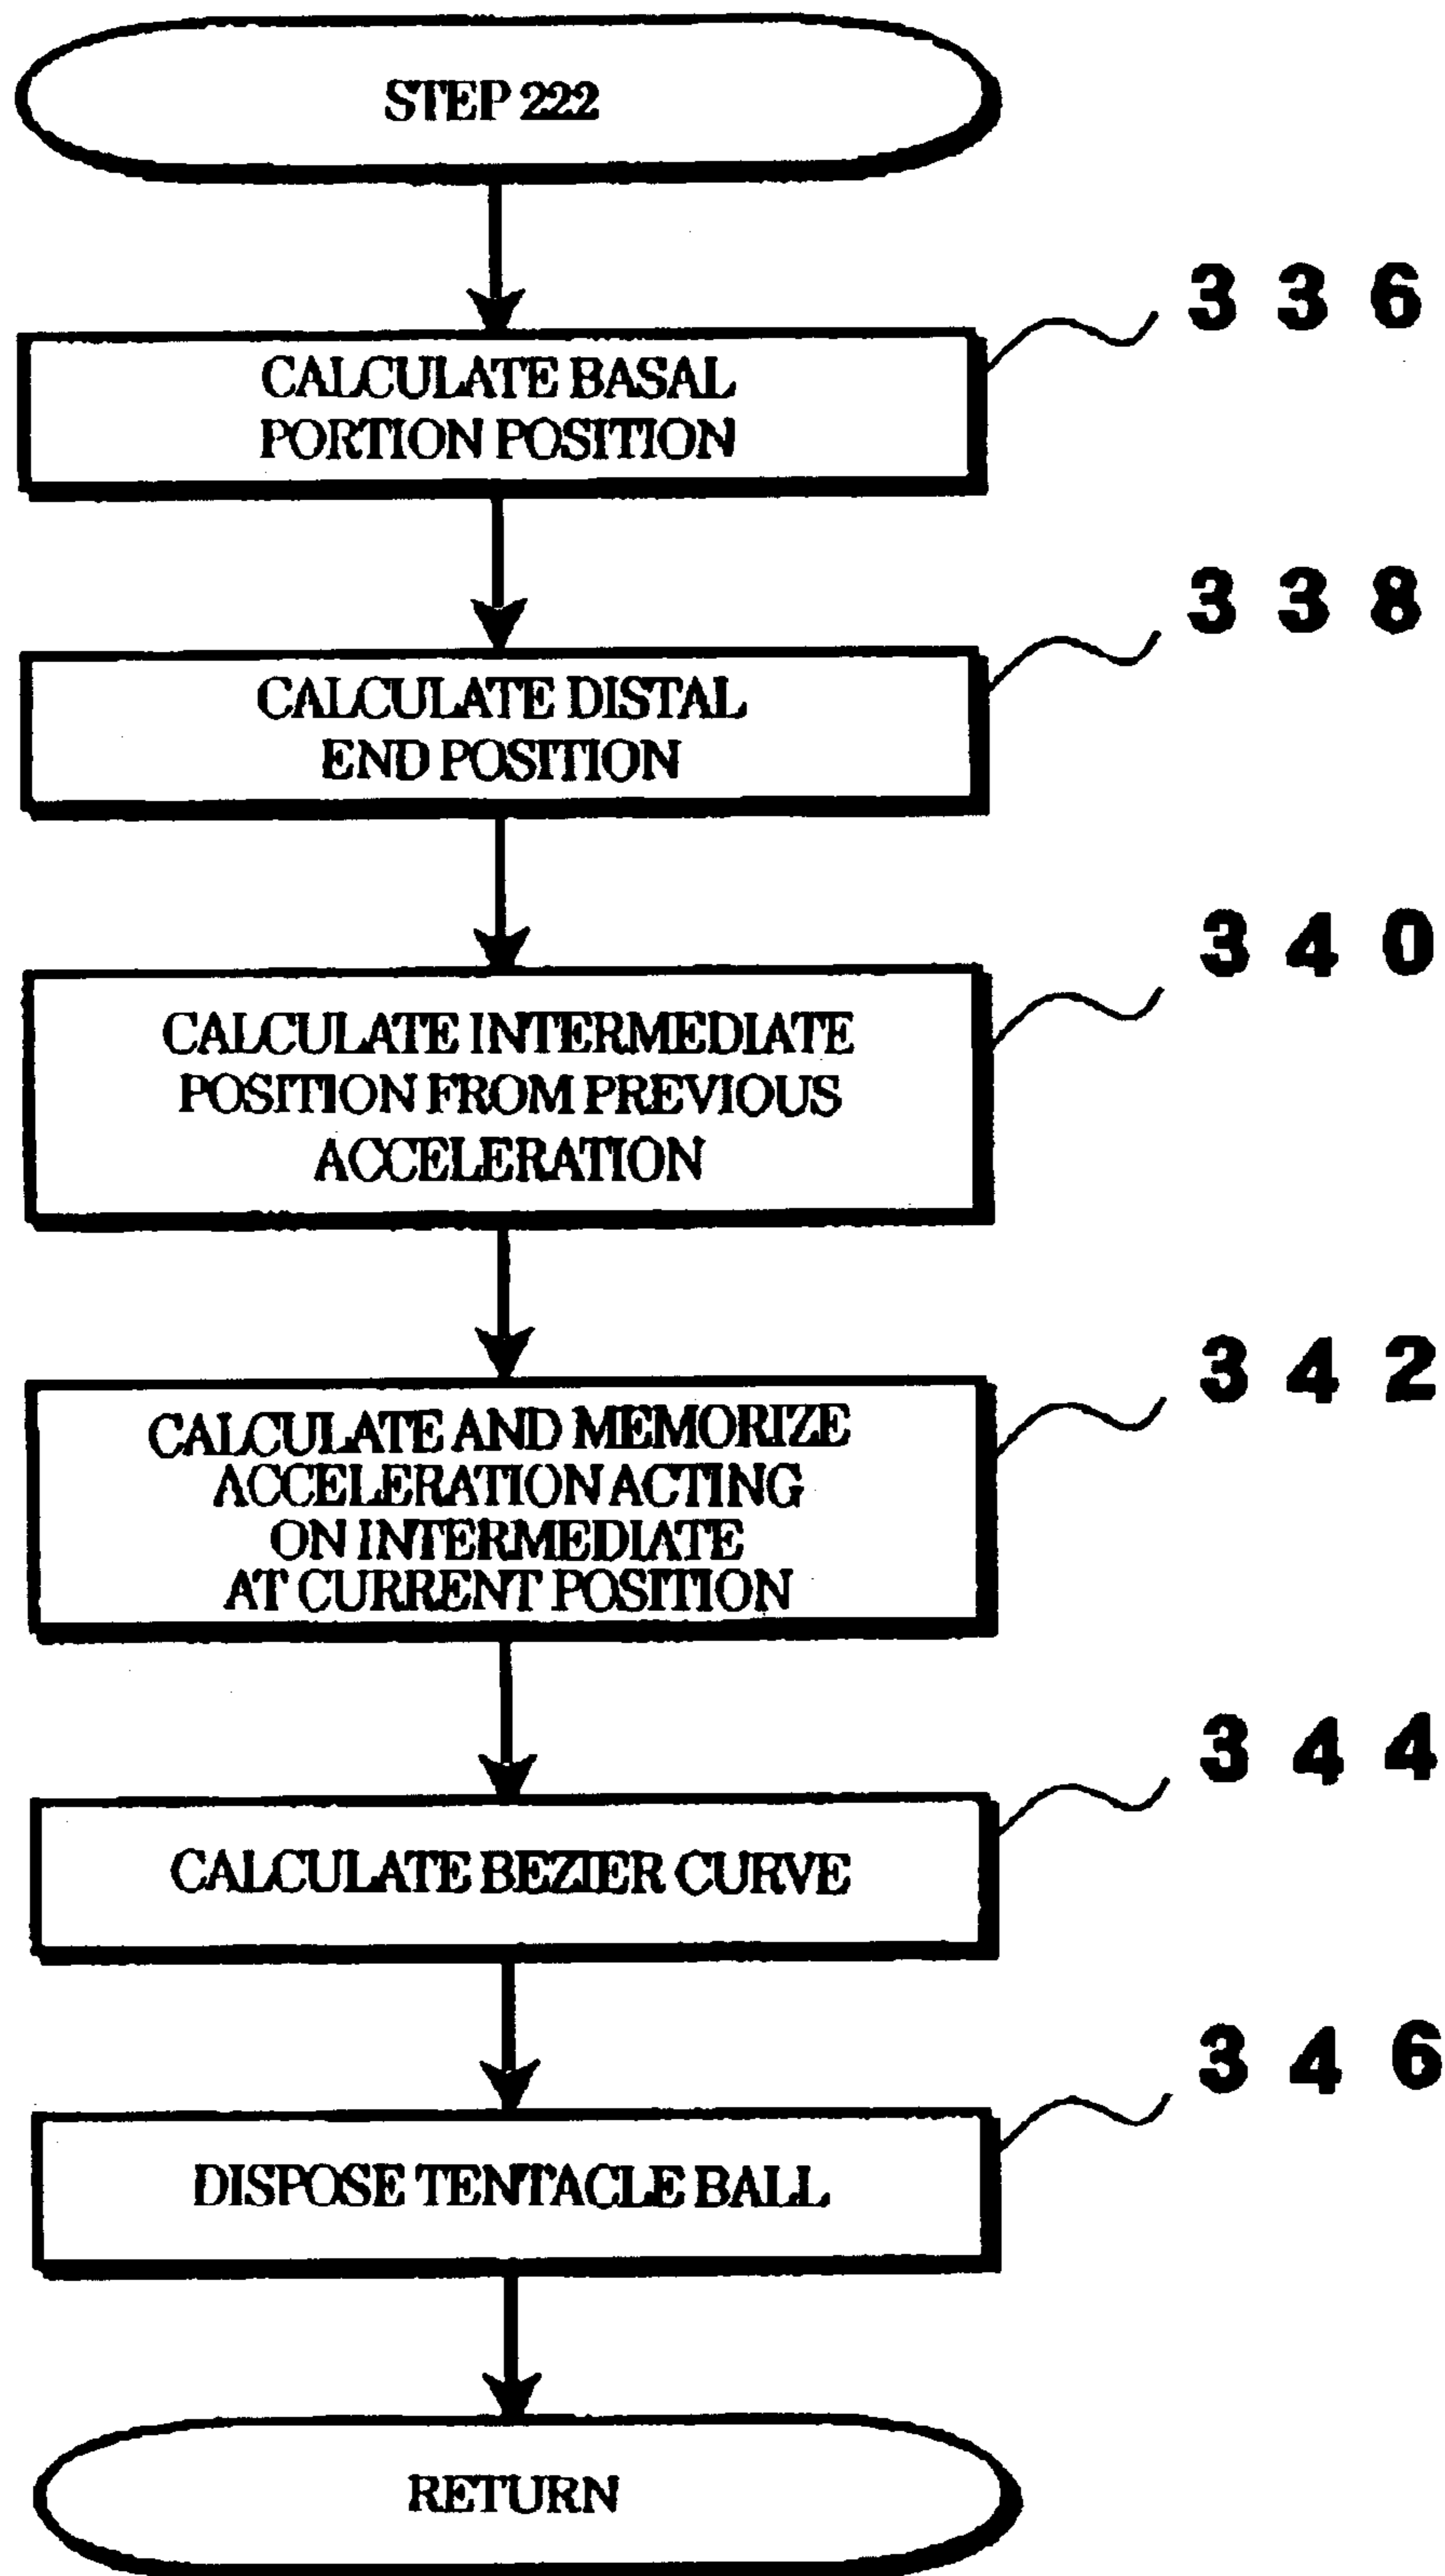 STEP 222
336
CALCULATE BASAL
PORTION POSITION
338
CALCULATE DISTAL
END POSITION
340
CALCULATE INTERMEDIATE
POSITION FROM PREVIOUS
ACCELERATION
342
CALCULATE AND MEMORIZE
ACCELERATION ACTING
ON INTERMEDIATE
AT CURRENT POSITION
344
CALCULATE BEZIER CURVE
346
DISPOSE TENTACLE BALL
RETURN